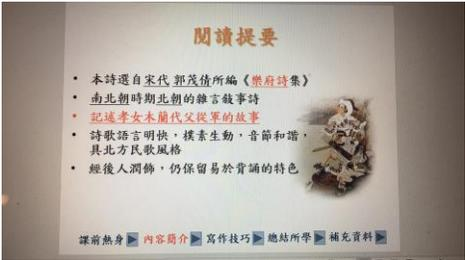 閱讀提要
• 本詩選自宋代 郭茂倩所編《樂府詩集》
• 南北朝時期北朝的雜言敍事詩
• 記述孝女木蘭代父從軍的故事
• 詩歌語言明快，樸素生動，音節和諧，
具北方民歌風格
• 經後人潤飾，仍保留易於背誦的特色
課前熱身 內容簡介 寫作技巧 總結所學 補充資料